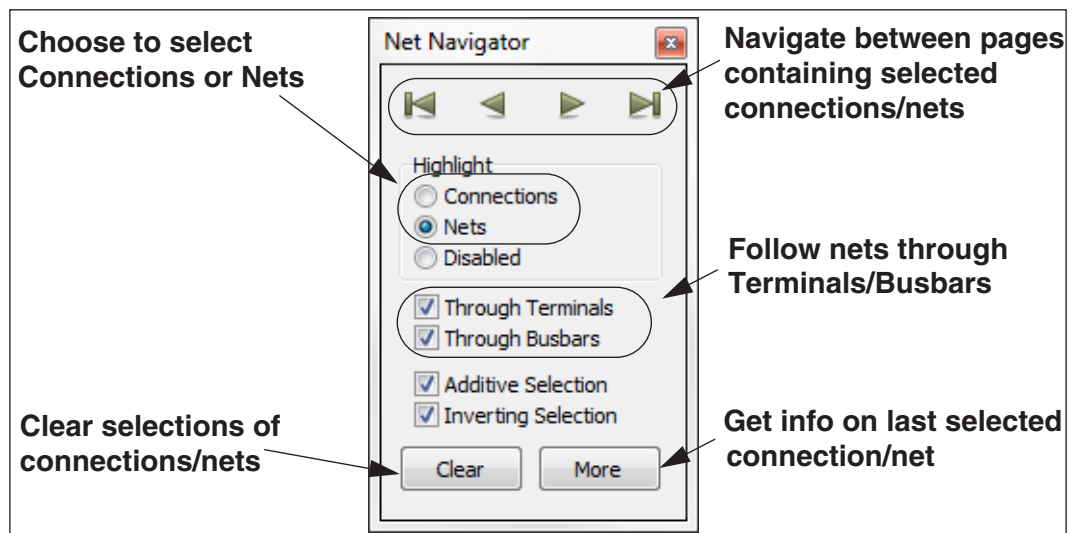 Choose to select
Connections or Nets
Net Navigator
Navigate between pages
containing selected
connections/nets
Highlight
Connections
Nets
Disabled
Follow nets through
Terminals/Busbars
Through Terminals
Through Busbars
Additive Selection
Inverting Selection
Clear selections of
connections/nets
Clear
More
Get info on last selected
connection/net